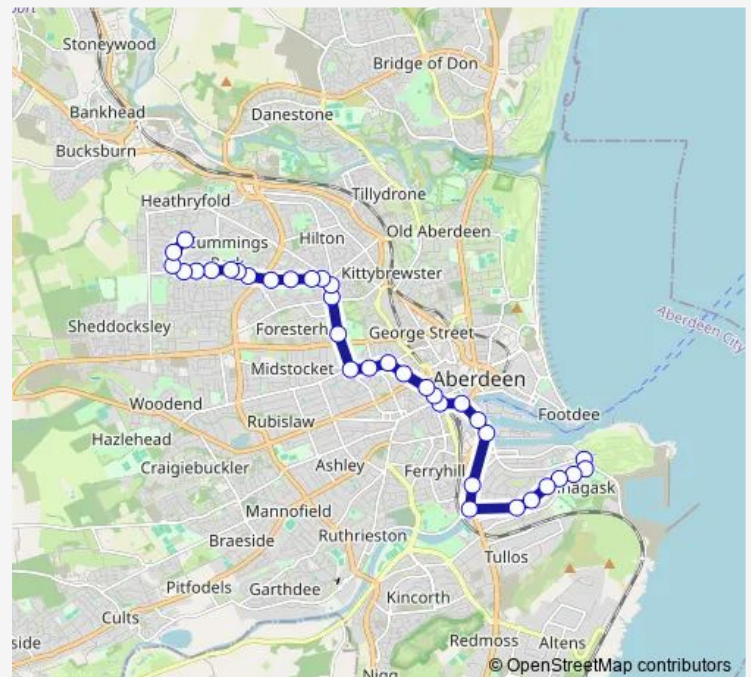 Stoneywood
Bridge of Don
Bankhead
Danestone
Bucksburn
Heathryfold
Tillydrone
Old Aberdeen
Cummings
Hilton
Kittybrewster
Aberdeen City
Sheddocksley
George Street
Midstocket
Aberdeen
Woodend
Rubislaw
Footdee
Hazlehead
Craigiebuckler
Ashley
Ferryhill
Mannofield
Braeside
Ruthrieston
Tullos
Pitfodels
Garthdee
Kincorth
Cults
Redmoss
Altens
Nigg
© OpenStreetMap contributors